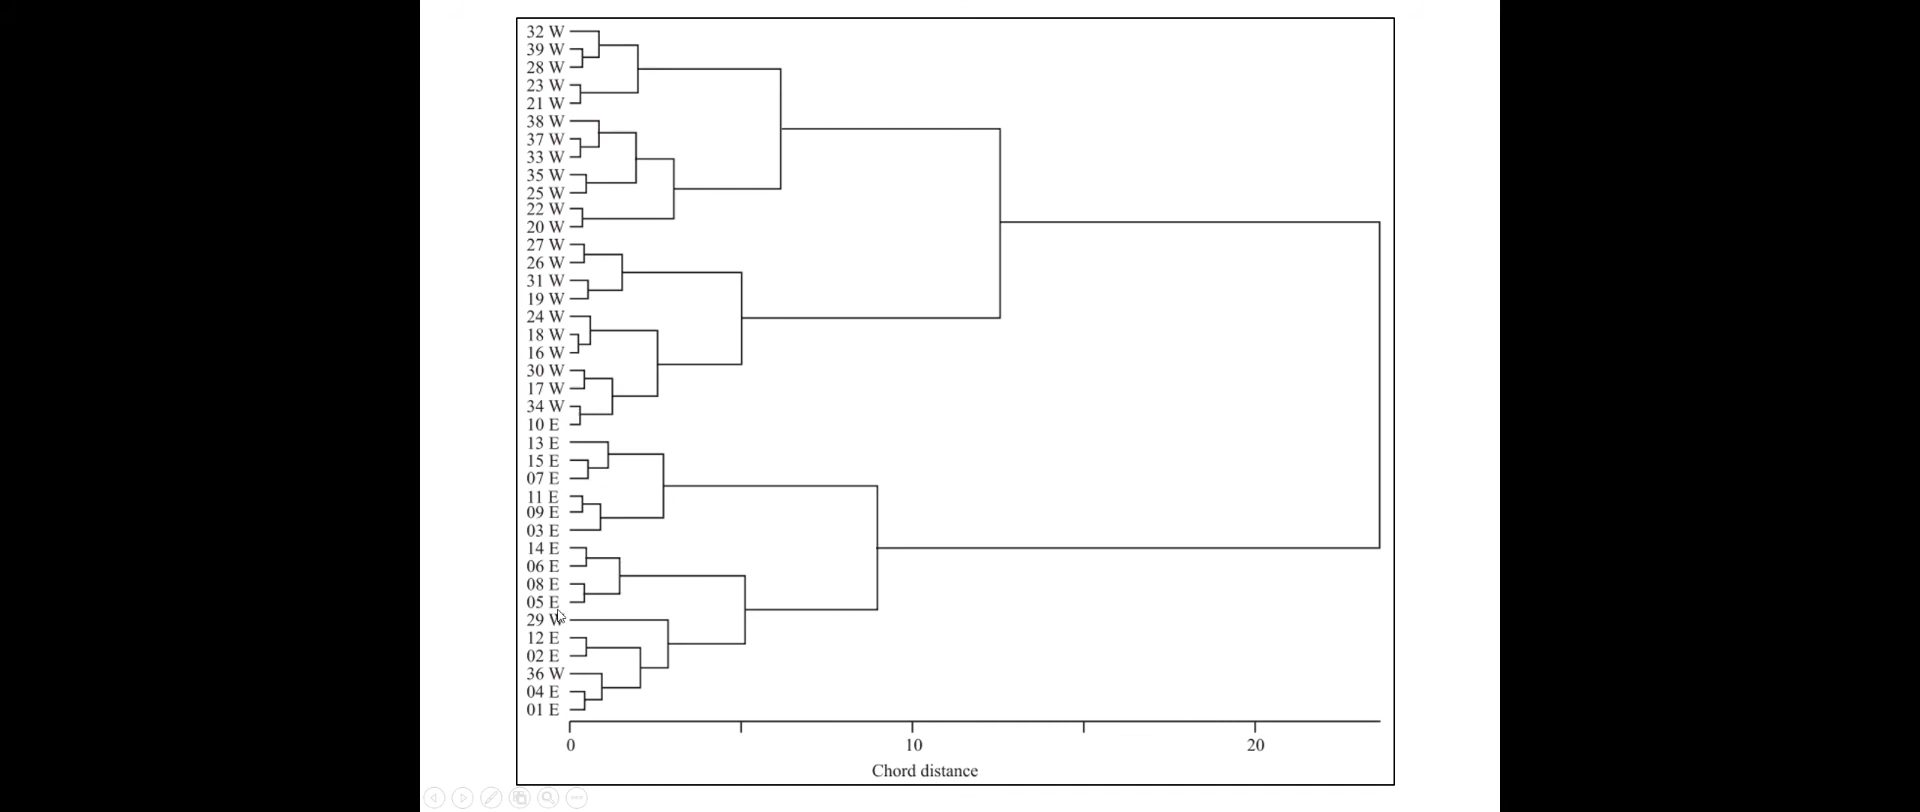 32 W
39 W
28 W
23 W
21 W
38 W
37 W
33 W
35 W
25 W
22 W
20 W
27 W
26 W
31 W
19 W
24 W
18 W
16 W
30 W
17 W
34 W
10 E
13 E
15 E
07 E
11 E
09 E
03 E
14 E
06 E
08 E
05 E
29 W
12 E
02 E
36 W
04 E
01 E
0 10 20
Chord distance